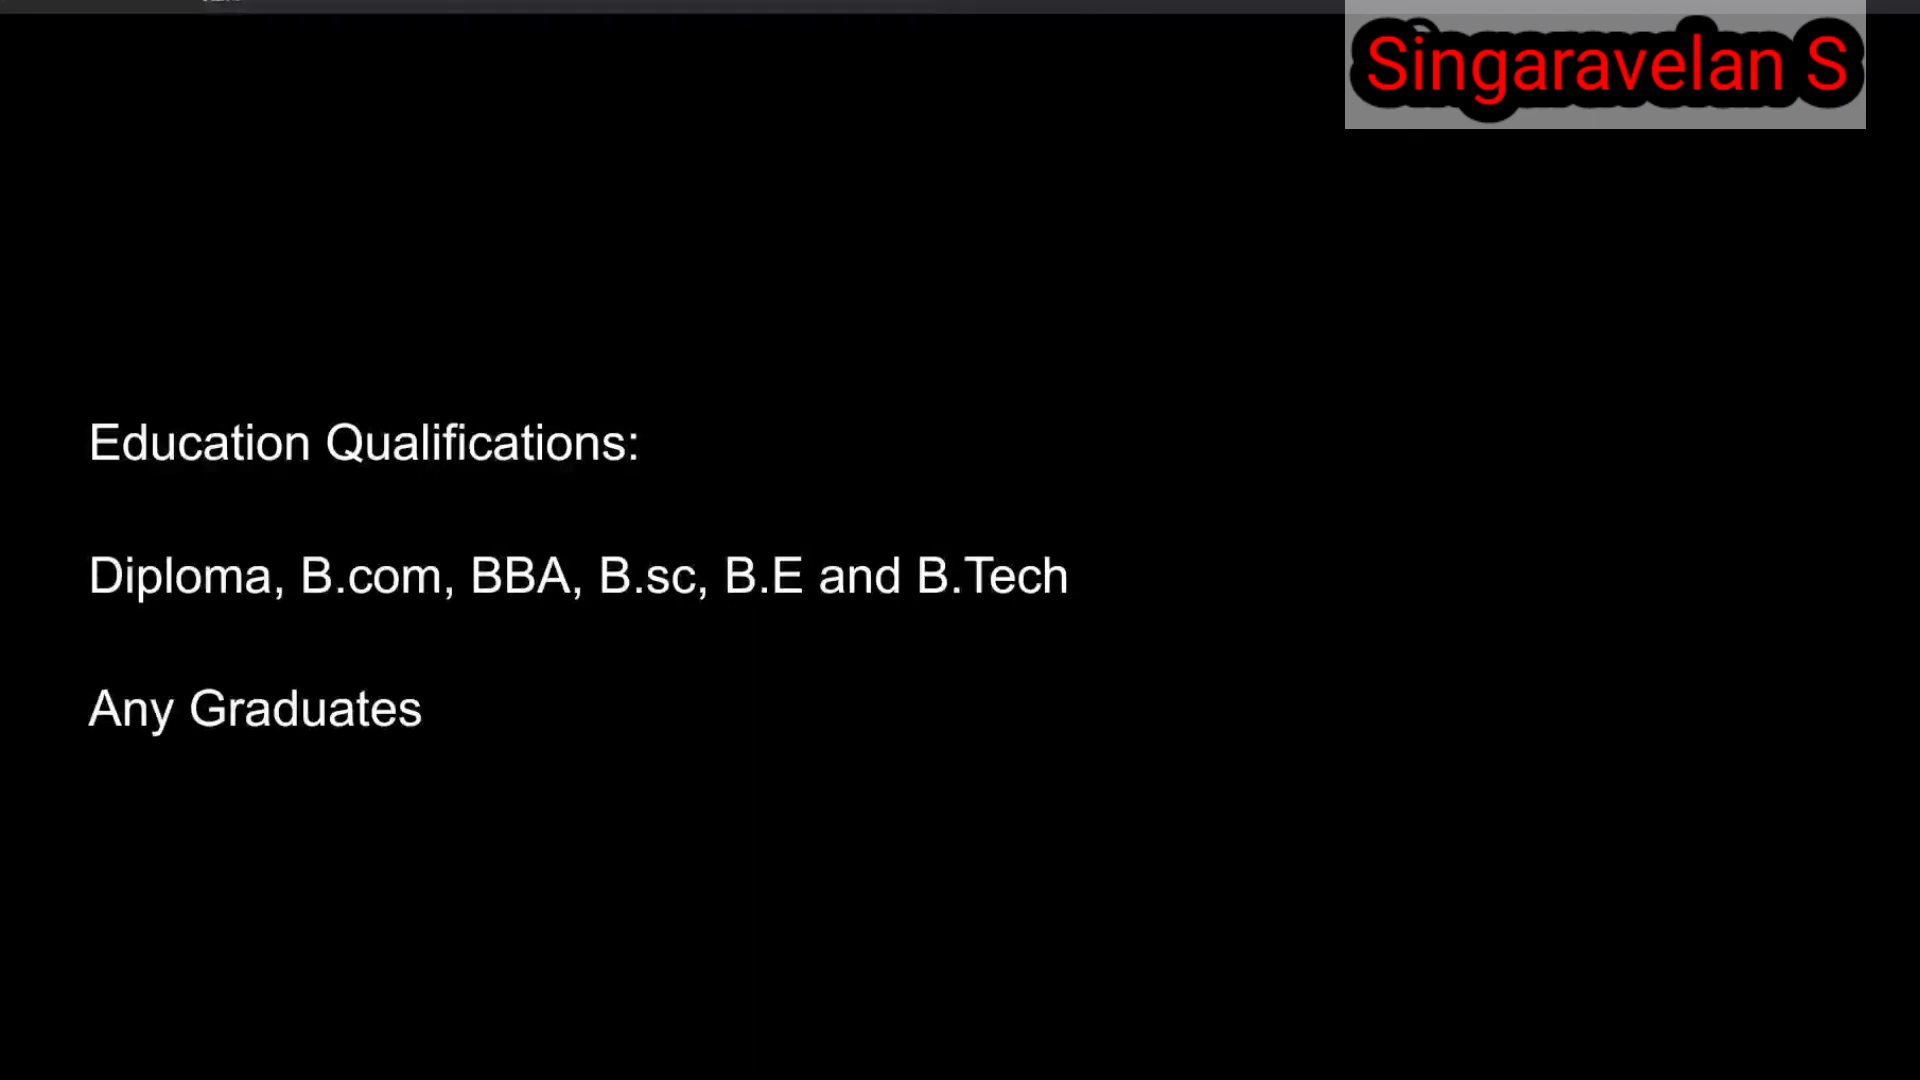 Singaravelan S
Education Qualifications:
Diploma, B.com, BBA, B.sc, B.E and B.Tech
Any Graduates